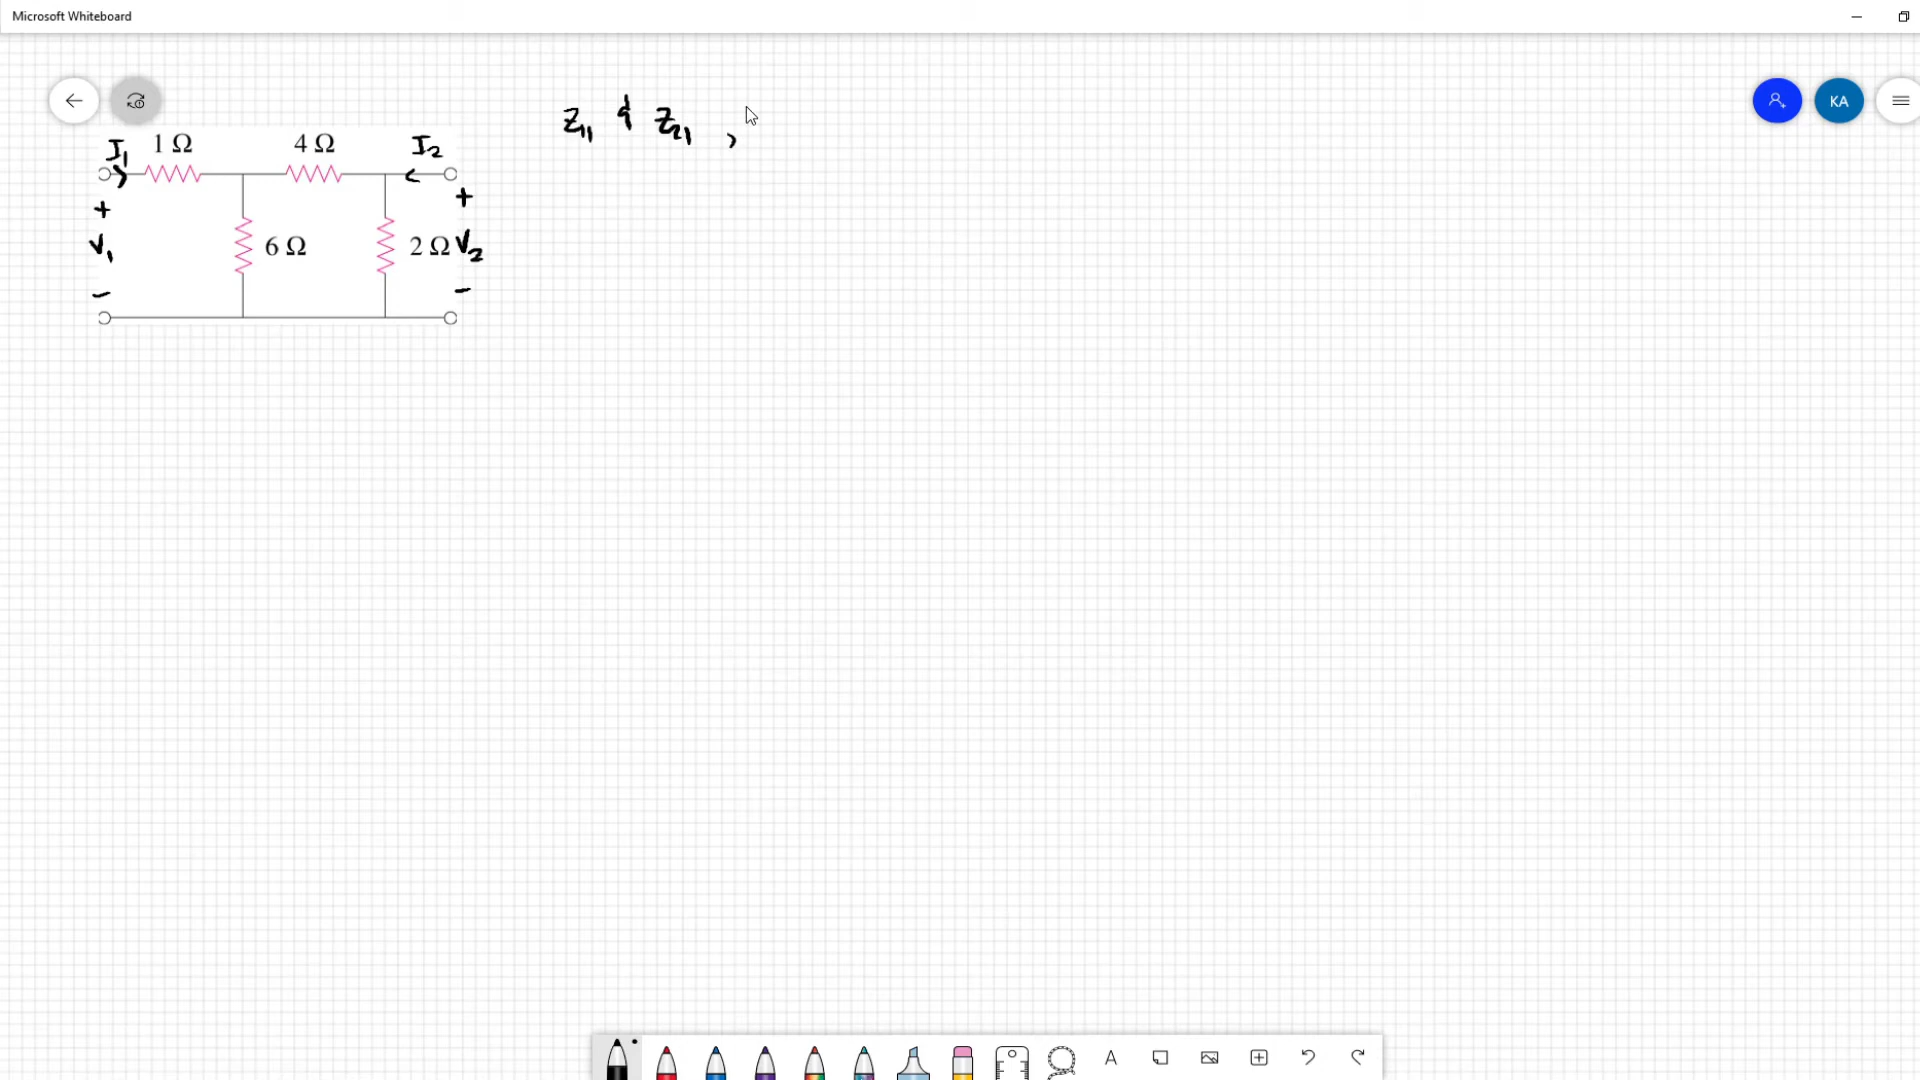 Microsoft Whiteboard
KA
Z11 & Z21 ,
I1 1 Ω 4 Ω I2
+ +
V1 6 Ω 2 Ω V2
- -
A